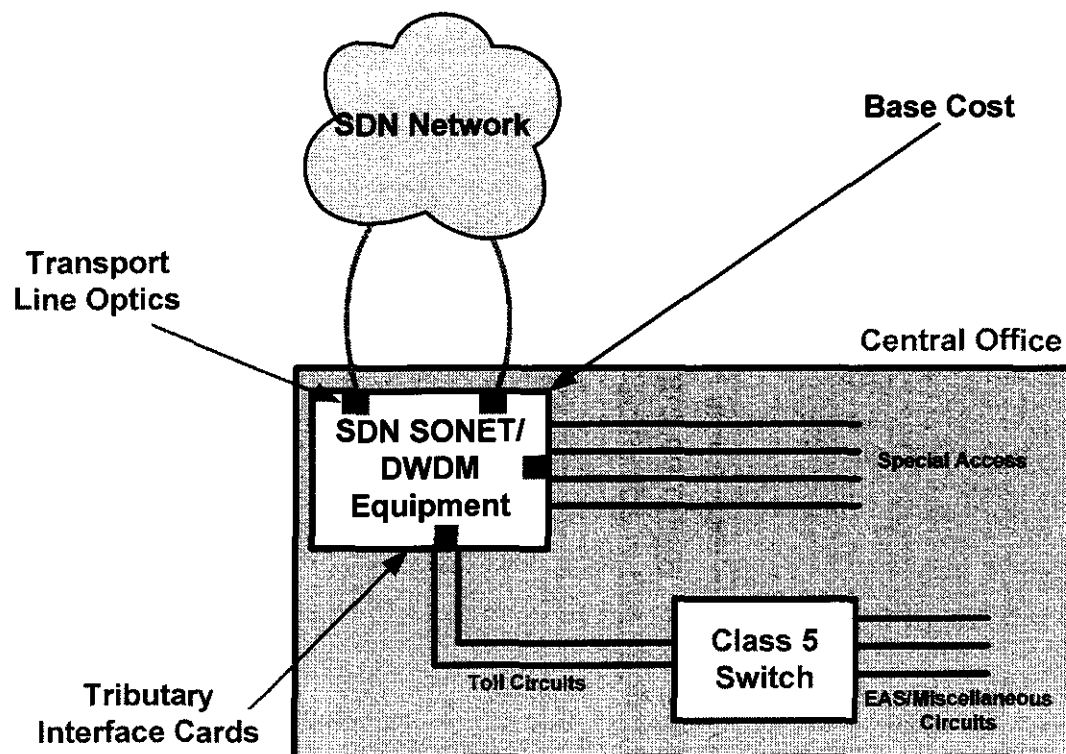 SDN Network
Base Cost
Transport
Line Optics
Central Office
SDN SONET/
DWDM
Equipment
Special Access
Class 5
Switch
Toll Circuits
EAS/Miscellaneous
Circuits
Tributary
Interface Cards